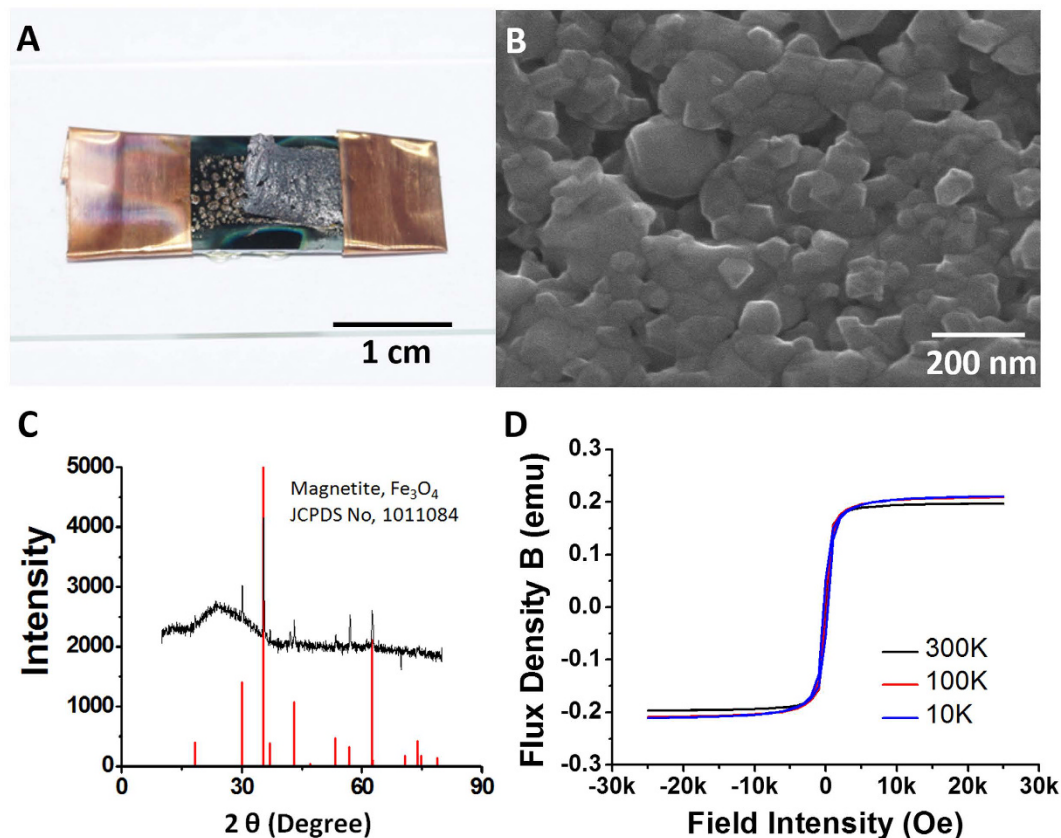 A
1 cm
B
200 nm
C
Intensity
5000
4000
3000
2000
1000
0
Magnetite, Fe₃O₄
JCPDS No, 1011084
0
30
60
90
2 θ (Degree)
D
Flux Density B (emu)
0.3
0.2
0.1
0.0
-0.1
-0.2
-0.3
300K
100K
10K
-30k
-20k
-10k
0
10k
20k
30k
Field Intensity (Oe)